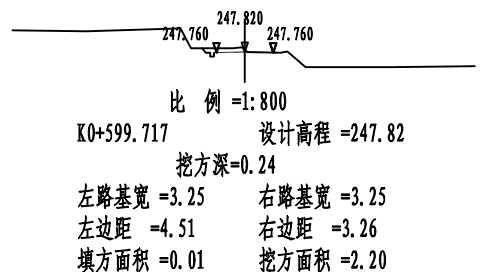 247.820
247.760 247.760
比 例 =1:800
K0+599.717 设计高程 =247.82
挖方深=0.24
左路基宽 =3.25 右路基宽 =3.25
左边距 =4.51 右边距 =3.26
填方面积 =0.01 挖方面积 =2.20